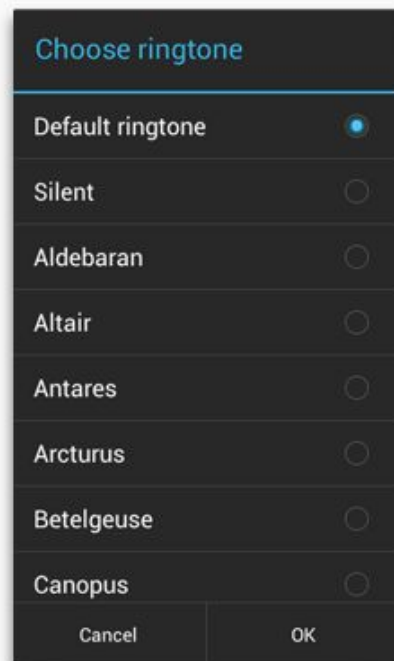 Choose ringtone
Default ringtone
Silent
Aldebaran
Altair
Antares
Arcturus
Betelgeuse
Canopus
Cancel OK